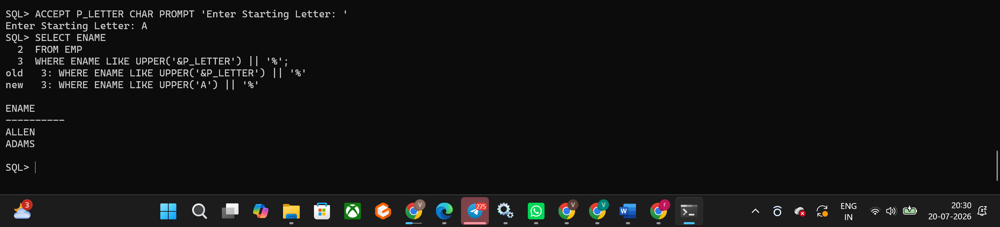 SQL> ACCEPT P_LETTER CHAR PROMPT 'Enter Starting Letter: '
Enter Starting Letter: A
SQL> SELECT ENAME
  2  FROM EMP
  3  WHERE ENAME LIKE UPPER('&P_LETTER') || '%';
old   3: WHERE ENAME LIKE UPPER('&P_LETTER') || '%'
new   3: WHERE ENAME LIKE UPPER('A') || '%'
ENAME
----------
ALLEN
ADAMS
SQL>
3
V
275
V
V
W
r
>_
ENG
IN
20:30
20-07-2026